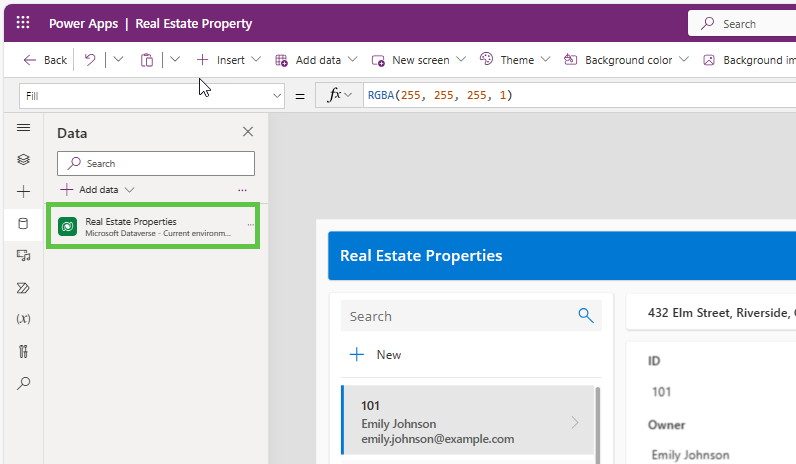 Power Apps | Real Estate Property
Search
Back
Insert
Add data
New screen
Theme
Background color
Background im
Fill
=
fx
RGBA(255, 255, 255, 1)
Data
Search
Add data
Real Estate Properties
Microsoft Dataverse - Current environm...
(x)
Real Estate Properties
Search
New
101
Emily Johnson
emily.johnson@example.com
432 Elm Street, Riverside,
ID
101
Owner
Emily Johnson